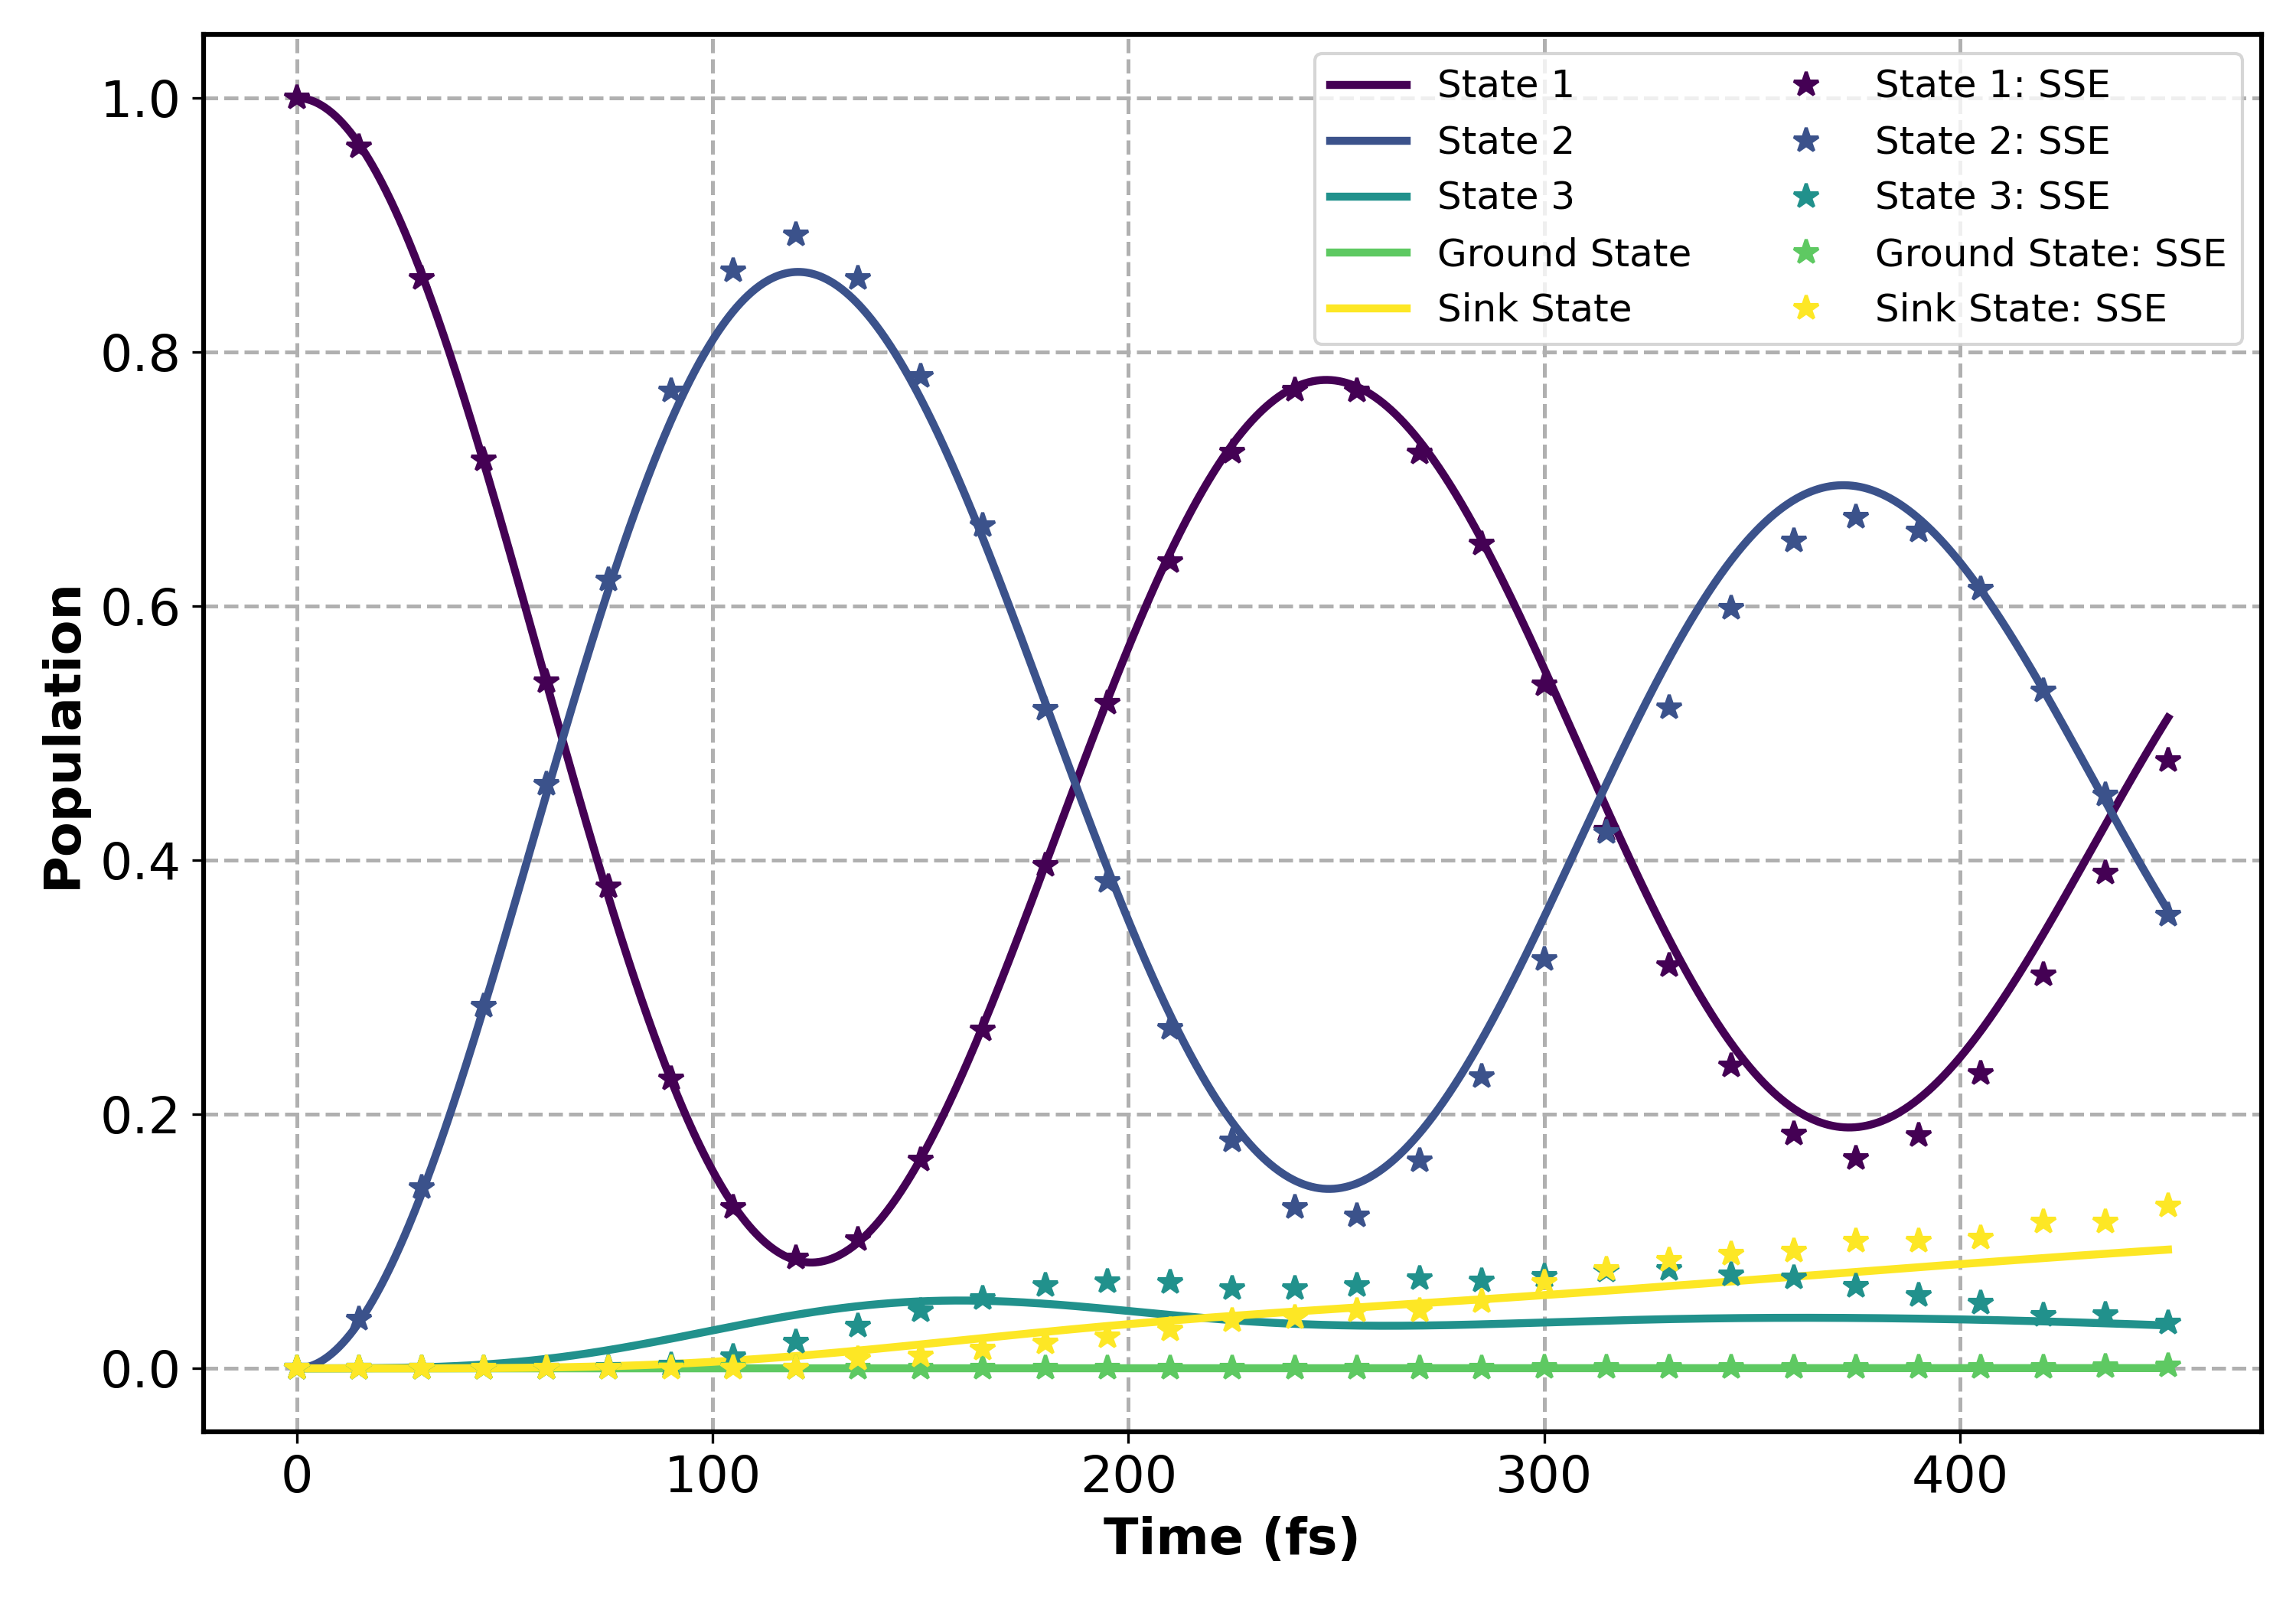 State 1
State 2
State 3
Ground State
Sink State
State 1: SSE
State 2: SSE
State 3: SSE
Ground State: SSE
Sink State: SSE
1.0
0.8
0.6
0.4
0.2
0.0
Population
0 100 200 300 400
Time (fs)